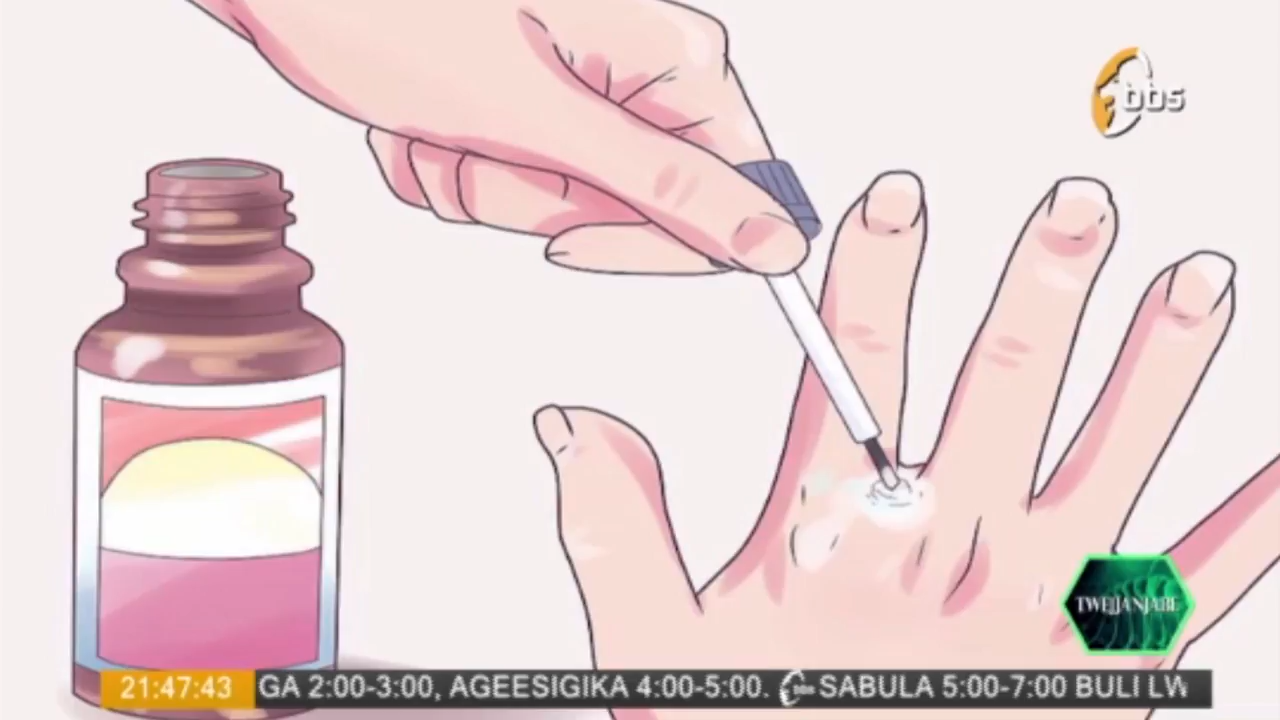 bbs
TWEJJANJABE
21:47:43 GA 2:00-3:00, AGEESIGIKA 4:00-5:00. bbs SABULA 5:00-7:00 BULI LW